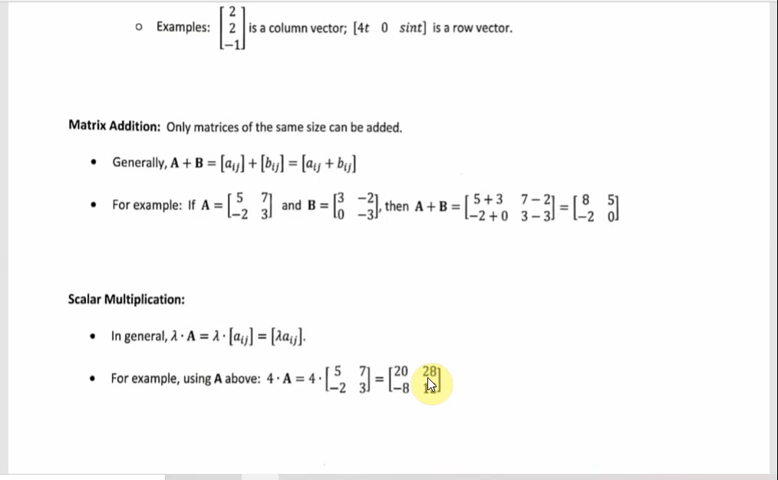 o Examples: [2 2 −1] is a column vector; [4t 0 sint] is a row vector.
Matrix Addition: Only matrices of the same size can be added.
• Generally, A + B = [aᵢⱼ] + [bᵢⱼ] = [aᵢⱼ + bᵢⱼ]
• For example: If A = [5 7 −2 3] and B = [3 −2 0 −3], then A + B = [5 + 3 7 − 2 −2 + 0 3 − 3] = [8 5 −2 0]
Scalar Multiplication:
• In general, λ · A = λ · [aᵢⱼ] = [λaᵢⱼ].
• For example, using A above: 4 · A = 4 · [5 7 −2 3] = [20 28 −8]